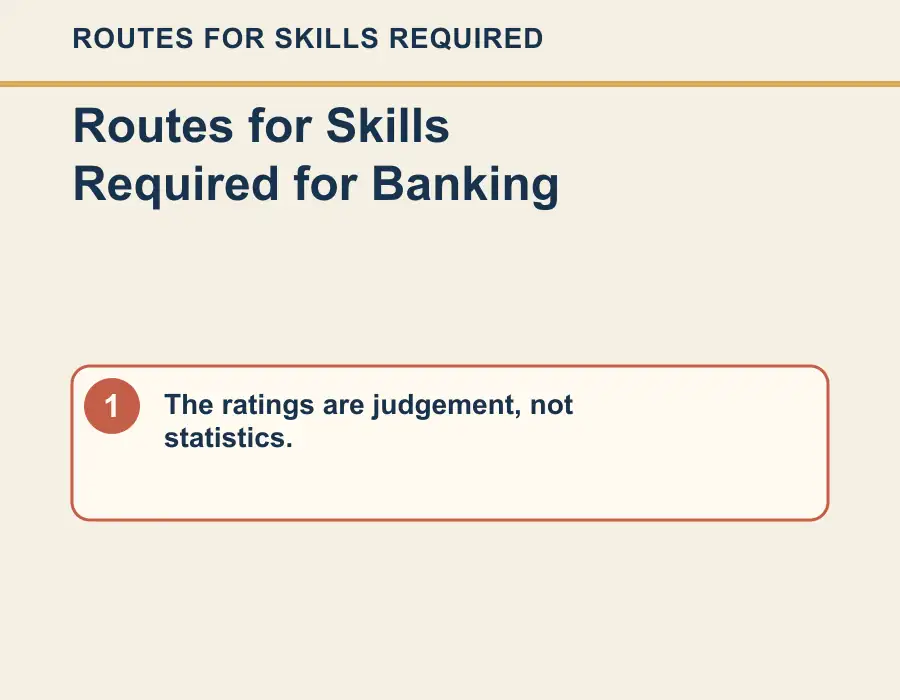 ROUTES FOR SKILLS REQUIRED
Routes for Skills
Required for Banking
1
The ratings are judgement, not
statistics.